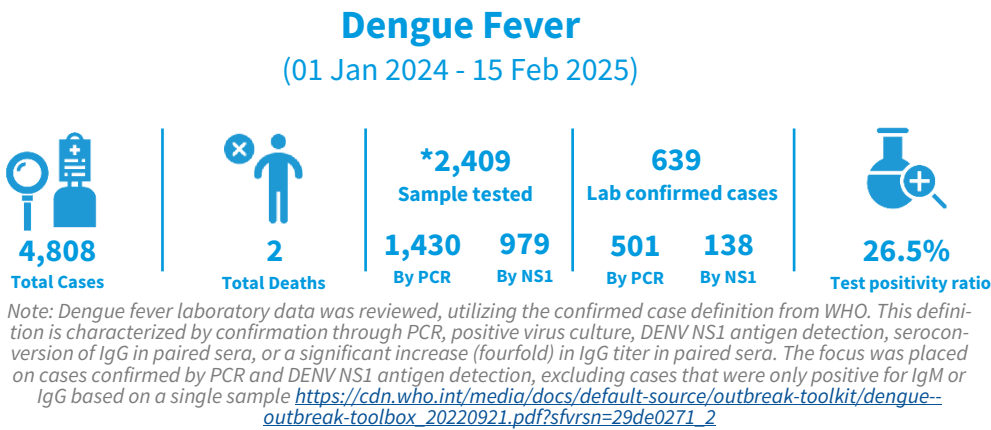 Dengue Fever
(01 Jan 2024 - 15 Feb 2025)
4,808
Total Cases
2
Total Deaths
*2,409
Sample tested
1,430
By PCR
979
By NS1
639
Lab confirmed cases
501
By PCR
138
By NS1
26.5%
Test positivity ratio
Note: Dengue fever laboratory data was reviewed, utilizing the confirmed case definition from WHO. This defini-
tion is characterized by confirmation through PCR, positive virus culture, DENV NS1 antigen detection, serocon-
version of IgG in paired sera, or a significant increase (fourfold) in IgG titer in paired sera. The focus was placed
on cases confirmed by PCR and DENV NS1 antigen detection, excluding cases that were only positive for IgM or
IgG based on a single sample https://cdn.who.int/media/docs/default-source/outbreak-toolkit/dengue--
outbreak-toolbox_20220921.pdf?sfvrsn=29de0271_2